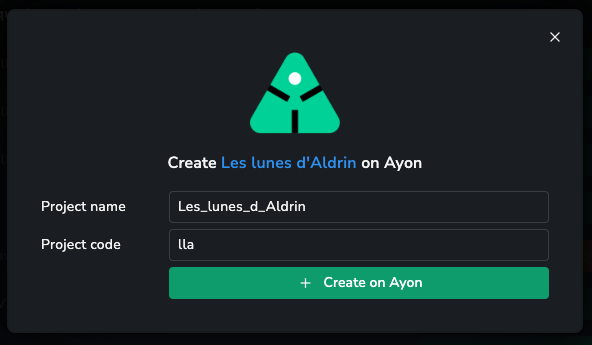 Create Les lunes d'Aldrin on Ayon
Project name Les_lunes_d_Aldrin
Project code lla
+ Create on Ayon